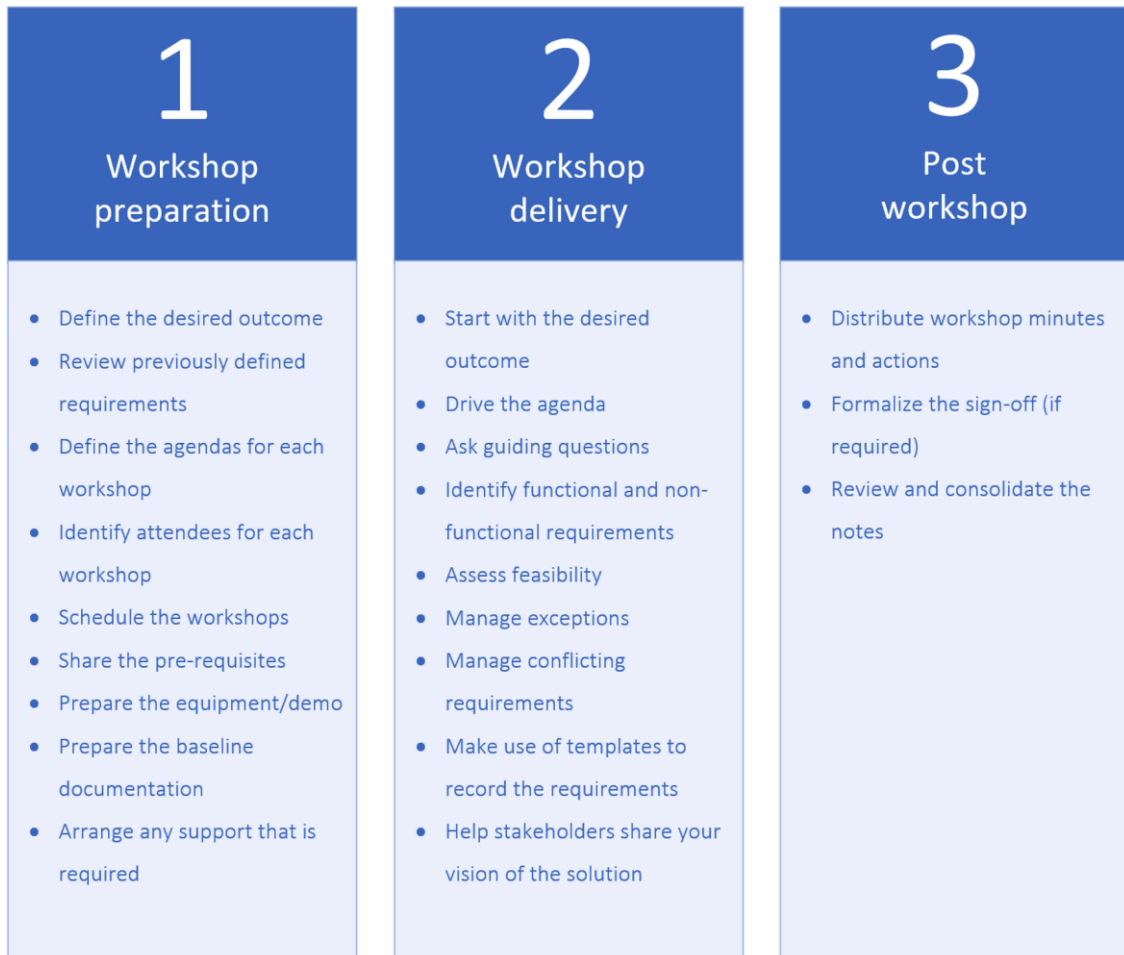 1
Workshop
preparation
• Define the desired outcome
• Review previously defined
requirements
• Define the agendas for each
workshop
• Identify attendees for each
workshop
• Schedule the workshops
• Share the pre-requisites
• Prepare the equipment/demo
• Prepare the baseline
documentation
• Arrange any support that is
required
2
Workshop
delivery
• Start with the desired
outcome
• Drive the agenda
• Ask guiding questions
• Identify functional and non-
functional requirements
• Assess feasibility
• Manage exceptions
• Manage conflicting
requirements
• Make use of templates to
record the requirements
• Help stakeholders share your
vision of the solution
3
Post
workshop
• Distribute workshop minutes
and actions
• Formalize the sign-off (if
required)
• Review and consolidate the
notes